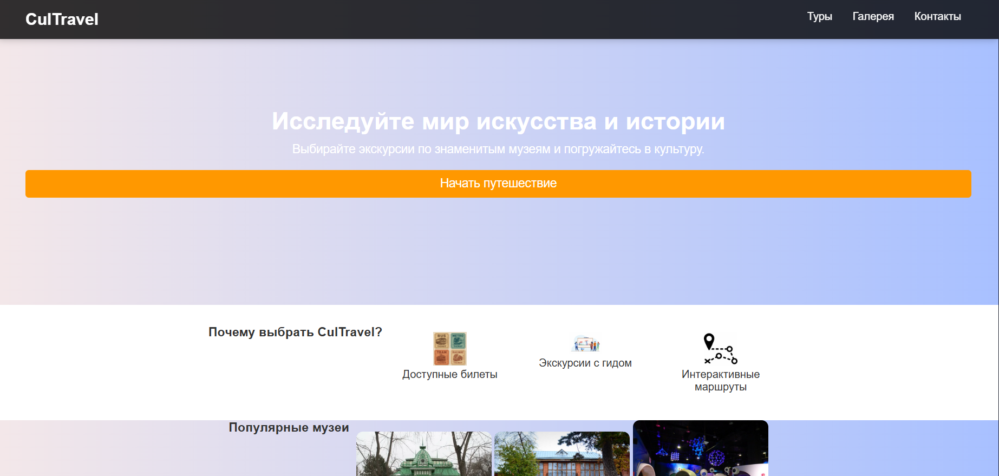 CulTravel
Туры Галерея Контакты
Исследуйте мир искусства и истории
Выбирайте экскурсии по знаменитым музеям и погружайтесь в культуру.
Начать путешествие
Почему выбрать CulTravel?
BUS
TICKET
METRO
TICKET
TRAM
TICKET
RAILWAY
TICKET
Доступные билеты
Экскурсии с гидом
Интерактивные
маршруты
Популярные музеи